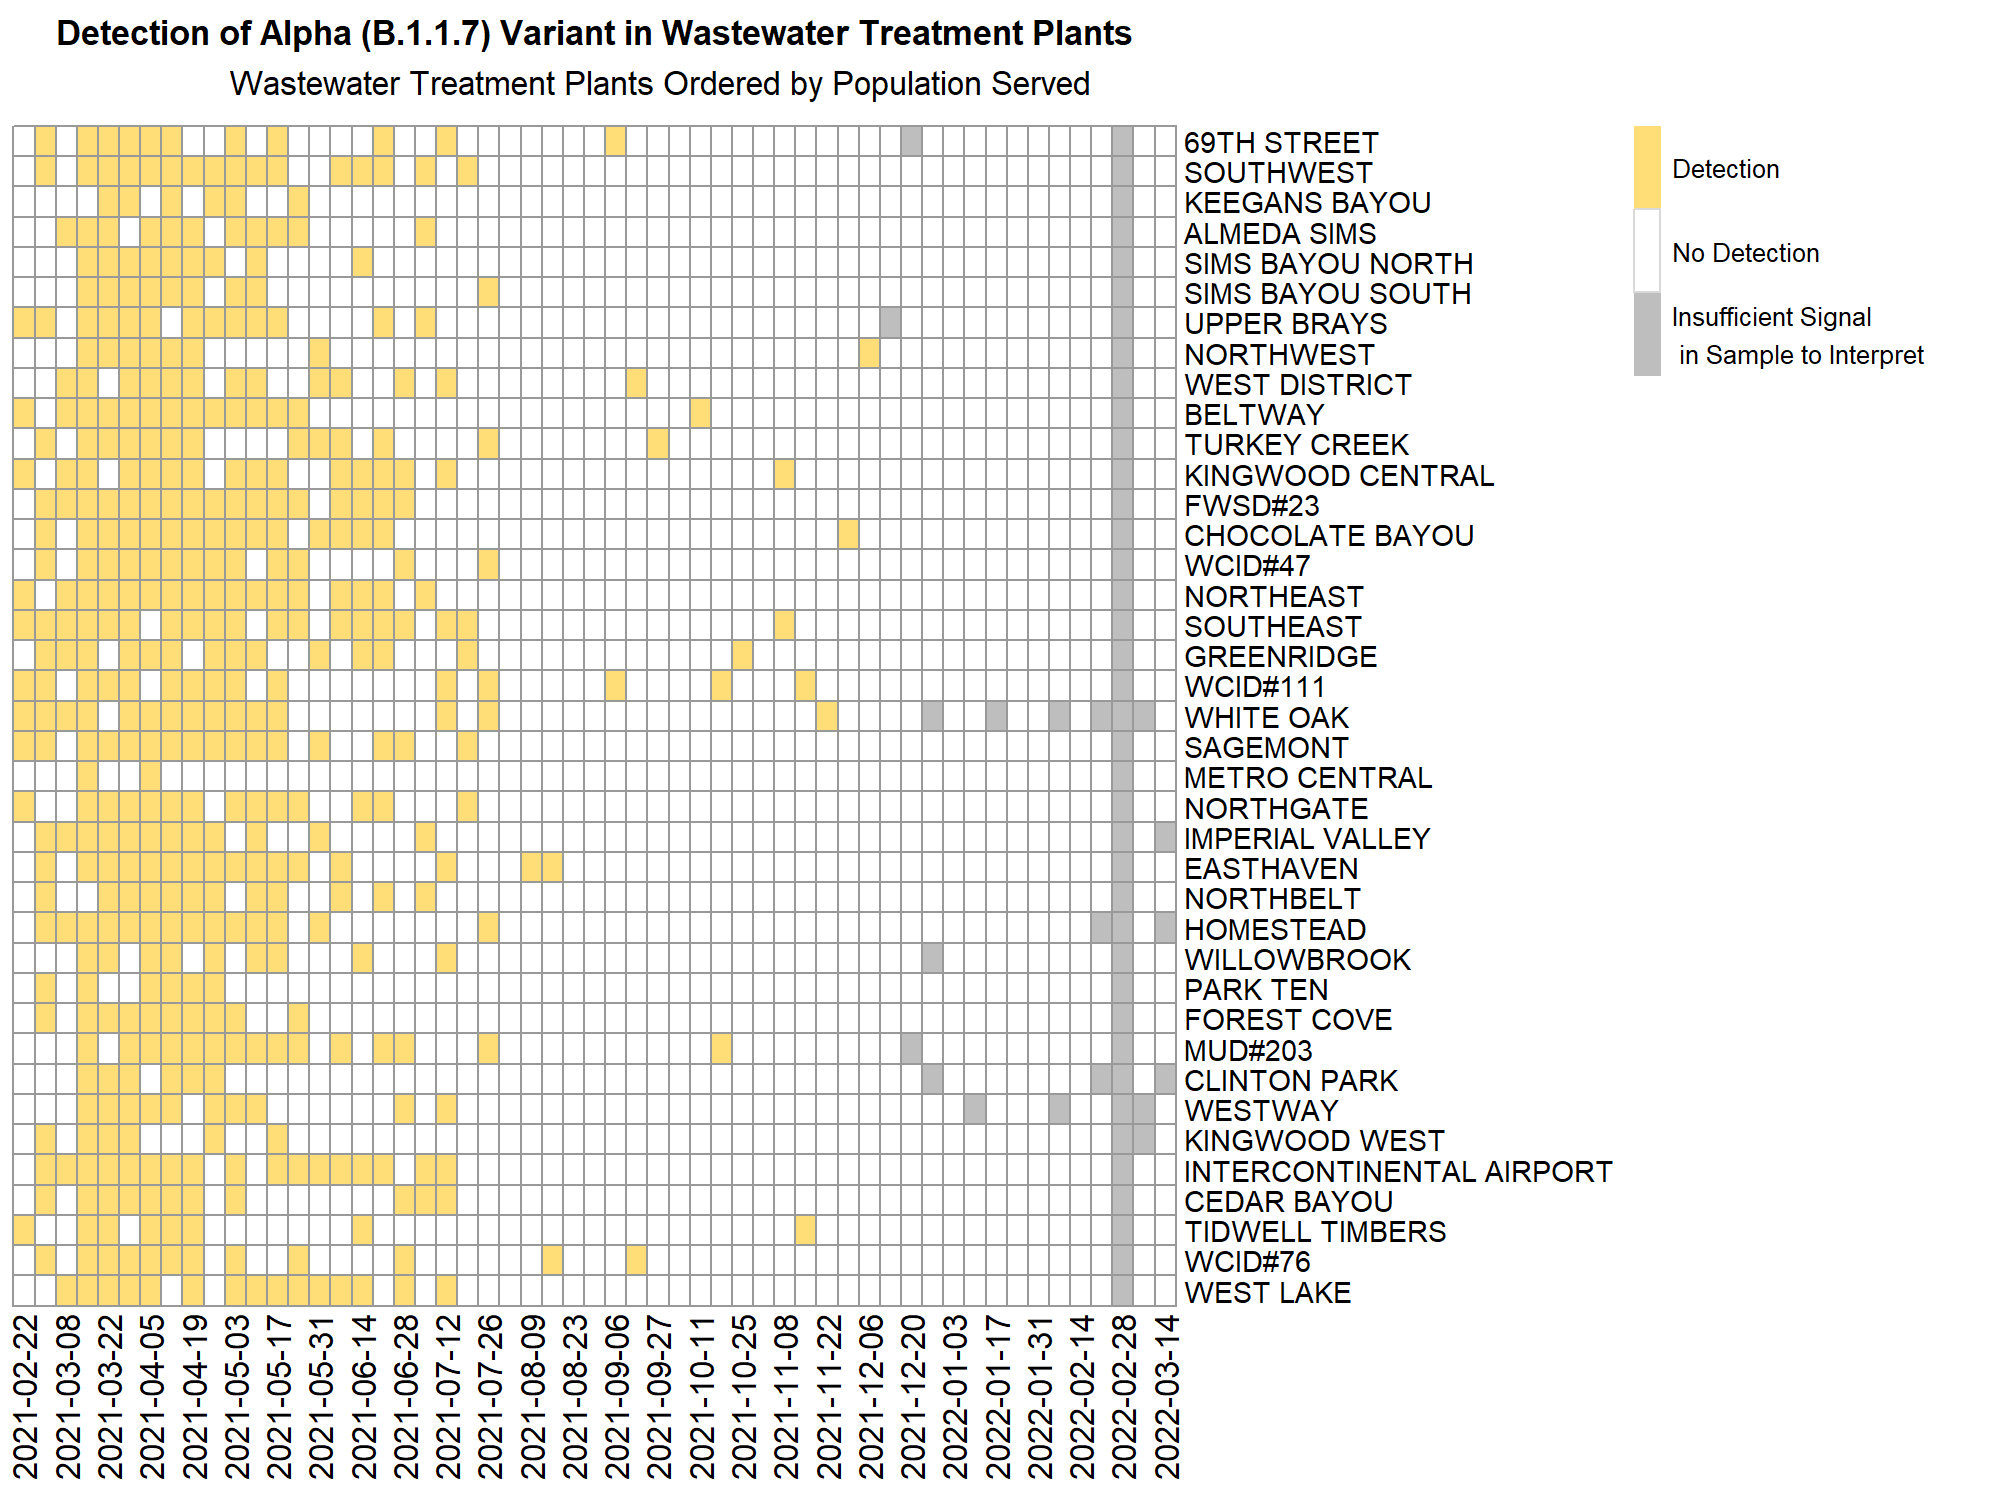 Detection of Alpha (B.1.1.7) Variant in Wastewater Treatment Plants
Wastewater Treatment Plants Ordered by Population Served
69TH STREET
SOUTHWEST
KEEGANS BAYOU
ALMEDA SIMS
SIMS BAYOU NORTH
SIMS BAYOU SOUTH
UPPER BRAYS
NORTHWEST
WEST DISTRICT
BELTWAY
TURKEY CREEK
KINGWOOD CENTRAL
FWSD#23
CHOCOLATE BAYOU
WCID#47
NORTHEAST
SOUTHEAST
GREENRIDGE
WCID#111
WHITE OAK
SAGEMONT
METRO CENTRAL
NORTHGATE
IMPERIAL VALLEY
EASTHAVEN
NORTHBELT
HOMESTEAD
WILLOWBROOK
PARK TEN
FOREST COVE
MUD#203
CLINTON PARK
WESTWAY
KINGWOOD WEST
INTERCONTINENTAL AIRPORT
CEDAR BAYOU
TIDWELL TIMBERS
WCID#76
WEST LAKE
Detection
No Detection
Insufficient Signal
in Sample to Interpret
2021-02-22
2021-03-08
2021-03-22
2021-04-05
2021-04-19
2021-05-03
2021-05-17
2021-05-31
2021-06-14
2021-06-28
2021-07-12
2021-07-26
2021-08-09
2021-08-23
2021-09-06
2021-09-27
2021-10-11
2021-10-25
2021-11-08
2021-11-22
2021-12-06
2021-12-20
2022-01-03
2022-01-17
2022-01-31
2022-02-14
2022-02-28
2022-03-14